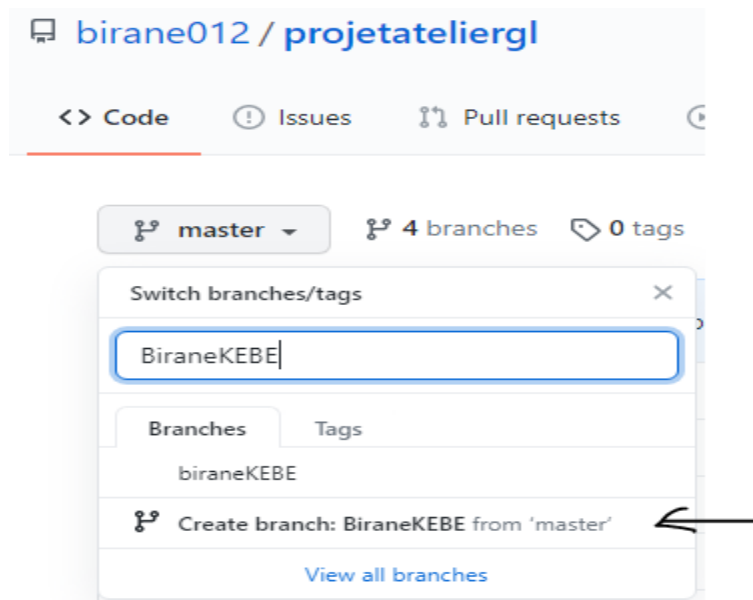 birane012 / projetateliergl
<> Code Issues Pull requests
master 4 branches 0 tags
Switch branches/tags
BiraneKEBE
Branches Tags
biraneKEBE
Create branch: BiraneKEBE from 'master'
View all branches